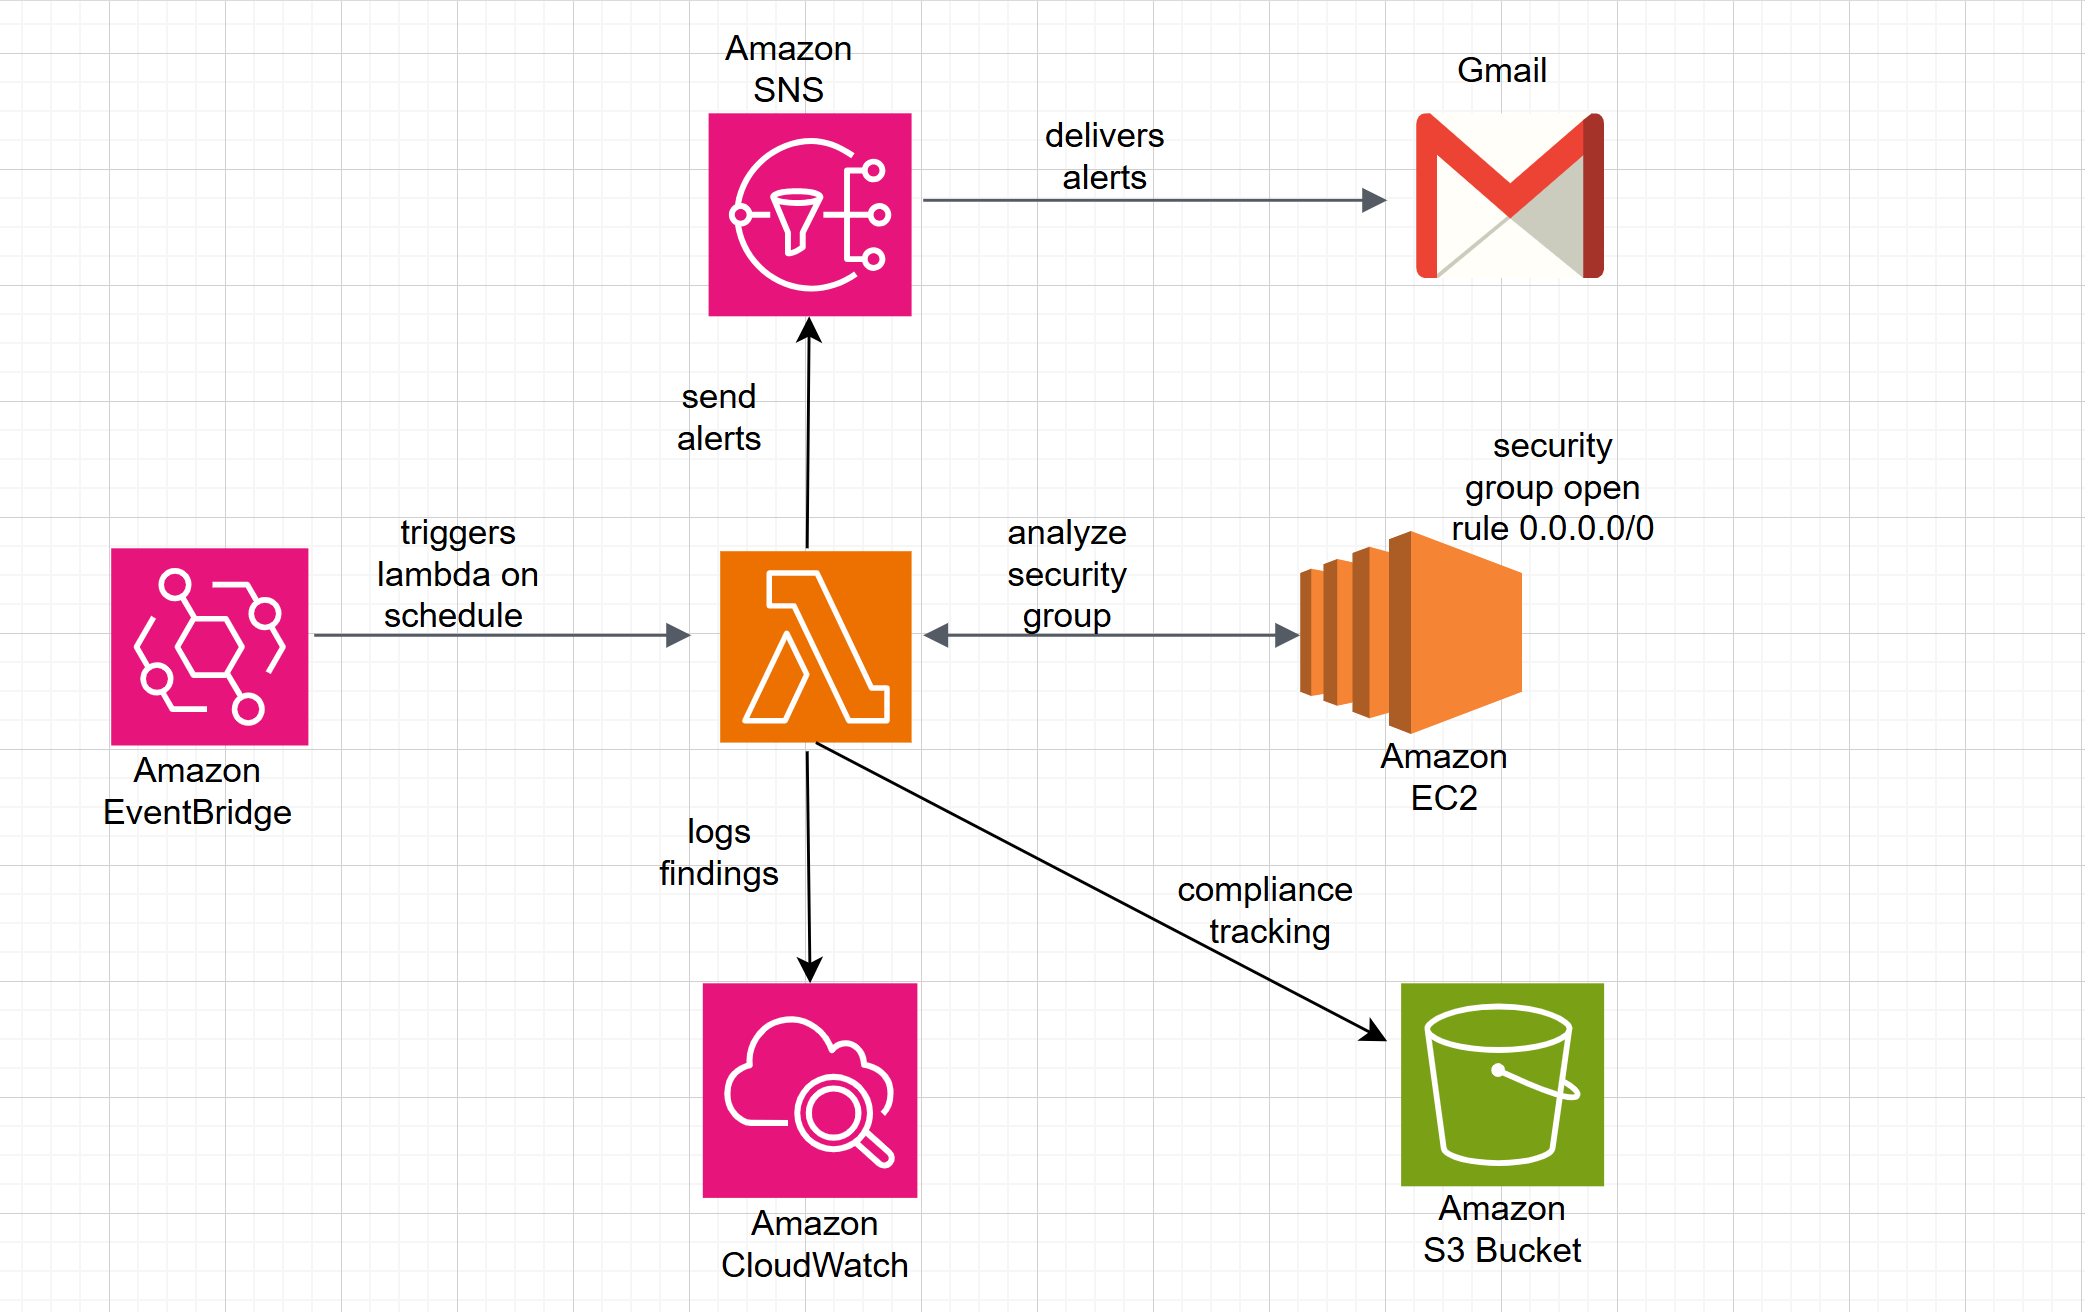 Amazon
SNS
Gmail
delivers
alerts
send
alerts
security
group open
rule 0.0.0.0/0
triggers
lambda on
schedule
analyze
security
group
Amazon
EventBridge
Amazon
EC2
logs
findings
compliance
tracking
Amazon
CloudWatch
Amazon
S3 Bucket